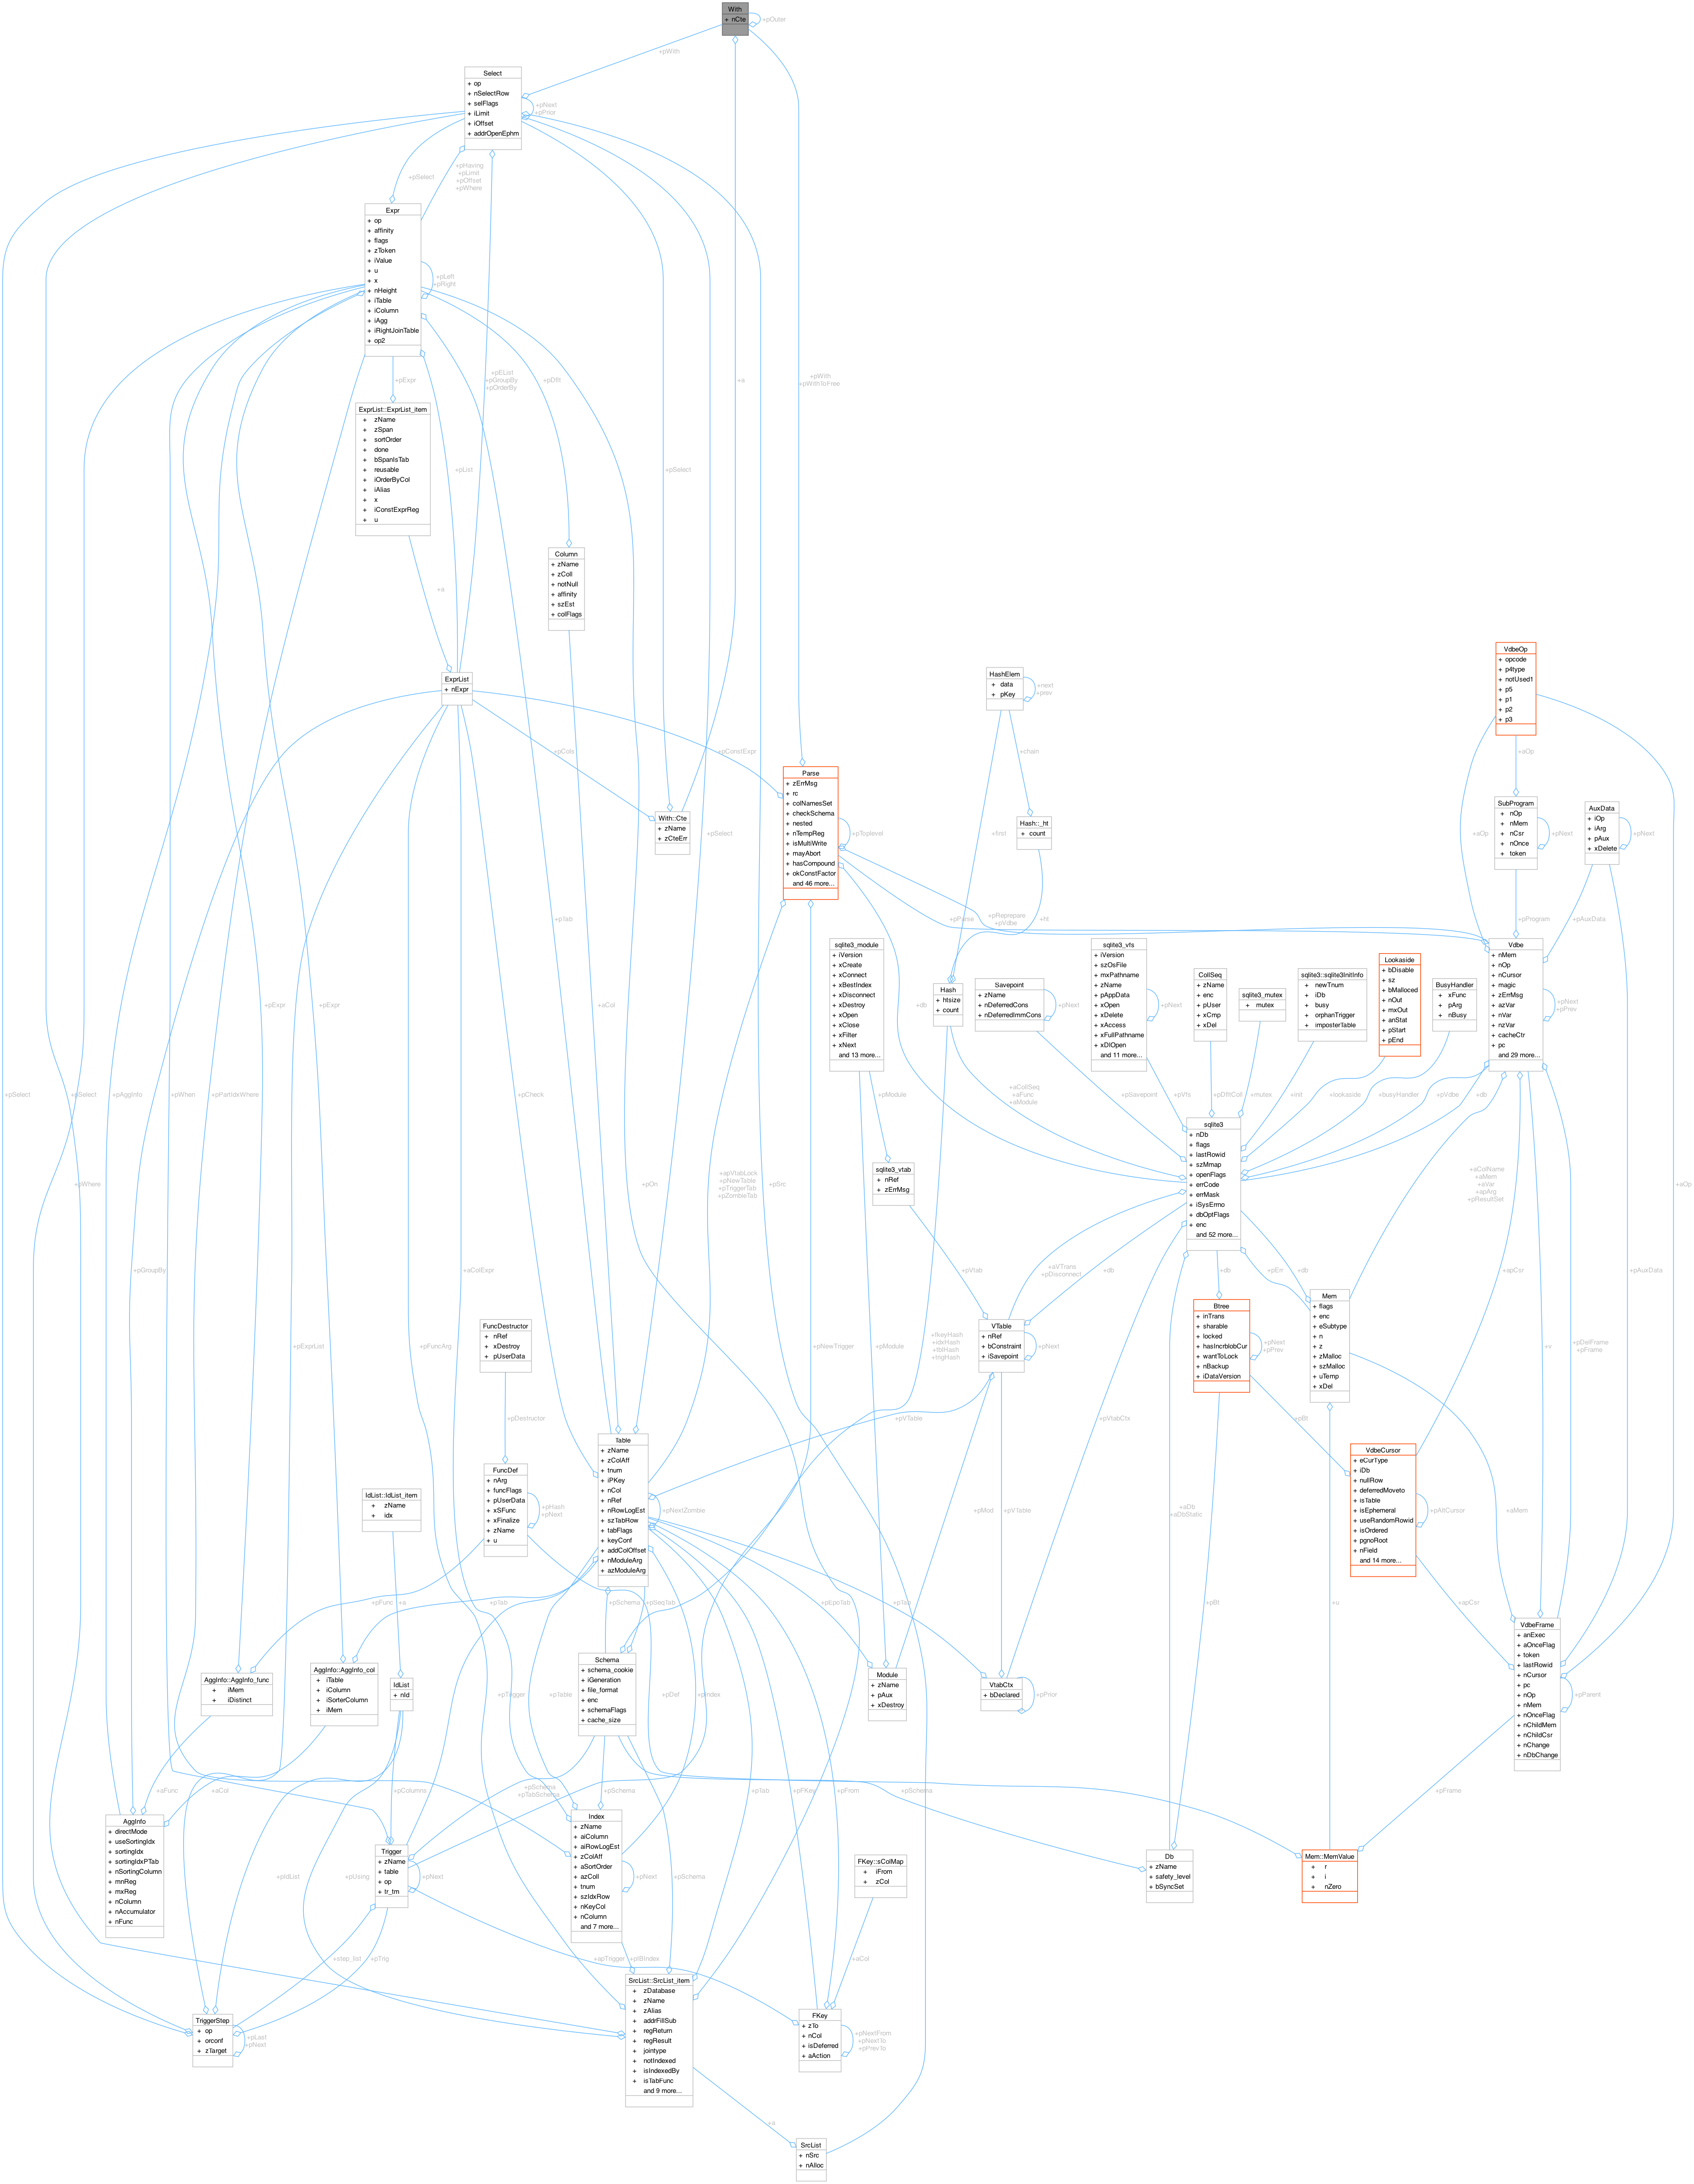 With
+ nCte
+pOuter
+pWith
Select
+ op
+ nSelectRow
+ selFlags
+ iLimit
+ iOffset
+ addrOpenEphm
+pNext
+pPrior
+pSelect
+pHaving
+pLimit
+pOffset
+pWhere
Expr
+ op
+ affinity
+ flags
+ zToken
+ iValue
+ u
+ x
+ nHeight
+ iTable
+ iColumn
+ iAgg
+ iRightJoinTable
+ op2
+pLeft
+pRight
+pExpr
+pEList
+pGroupBy
+pOrderBy
+pDflt
+a
+pWith
+pWithToFree
ExprList::ExprList_item
+ zName
+ zSpan
+ sortOrder
+ done
+ bSpanIsTab
+ reusable
+ iOrderByCol
+ iAlias
+ x
+ iConstExprReg
+ u
+pList
+pSelect
Column
+ zName
+ zColl
+ notNull
+ affinity
+ szEst
+ colFlags
+a
ExprList
+ nExpr
HashElem
+ data
+ pKey
+next
+prev
VdbeOp
+ opcode
+ p4type
+ notUsed1
+ p5
+ p1
+ p2
+ p3
+pCols
+pConstExpr
+chain
+aOp
Parse
+ zErrMsg
+ rc
+ colNamesSet
+ checkSchema
+ nested
+ nTempReg
+ isMultiWrite
+ mayAbort
+ hasCompound
+ okConstFactor
and 46 more...
+pToplevel
With::Cte
+ zName
+ zCteErr
+pSelect
+first
Hash::_ht
+ count
+aOp
SubProgram
+ nOp
+ nMem
+ nCsr
+ nOnce
+ token
+pNext
AuxData
+ iOp
+ iArg
+ pAux
+ xDelete
+pNext
+pTab
+pParse
+pReprepare
+pVdbe
+ht
+pProgram
+pAuxData
sqlite3_module
+ iVersion
+ xCreate
+ xConnect
+ xBestIndex
+ xDisconnect
+ xDestroy
+ xOpen
+ xClose
+ xFilter
+ xNext
and 13 more...
Hash
+ htsize
+ count
Savepoint
+ zName
+ nDeferredCons
+ nDeferredImmCons
+pNext
sqlite3_vfs
+ iVersion
+ szOsFile
+ mxPathname
+ zName
+ pAppData
+ xOpen
+ xDelete
+ xAccess
+ xFullPathname
+ xDlOpen
and 11 more...
+pNext
CollSeq
+ zName
+ enc
+ pUser
+ xCmp
+ xDel
sqlite3_mutex
+ mutex
sqlite3::sqlite3InitInfo
+ newTnum
+ iDb
+ busy
+ orphanTrigger
+ imposterTable
Lookaside
+ bDisable
+ sz
+ bMalloced
+ nOut
+ mxOut
+ anStat
+ pStart
+ pEnd
BusyHandler
+ xFunc
+ pArg
+ nBusy
Vdbe
+ nMem
+ nOp
+ nCursor
+ magic
+ zErrMsg
+ azVar
+ nVar
+ nzVar
+ cacheCtr
+ pc
and 29 more...
+pNext
+pPrev
+db
+aCol
+pExpr
+pExpr
+pSelect
+pSelect
+pAggInfo
+pWhen
+pPartIdxWhere
+pCheck
+pModule
+aCollSeq
+aFunc
+aModule
+pSavepoint
+pVfs
+pDfltColl
+mutex
+init
+lookaside
+busyHandler
+pVdbe
+db
sqlite3
+ nDb
+ flags
+ lastRowid
+ szMmap
+ openFlags
+ errCode
+ errMask
+ iSysErrno
+ dbOptFlags
+ enc
and 52 more...
sqlite3_vtab
+ nRef
+ zErrMsg
+pWhere
+pOn
+apVtabLock
+pNewTable
+pTriggerTab
+pZombieTab
+pSrc
+aColName
+aMem
+aVar
+apArg
+pResultSet
+aOp
+pGroupBy
+aColExpr
+pVtab
+aVTrans
+pDisconnect
+db
+db
+pErr
+db
+apCsr
+pAuxData
Btree
+ inTrans
+ sharable
+ locked
+ hasIncrblobCur
+ wantToLock
+ nBackup
+ iDataVersion
+pNext
+pPrev
Mem
+ flags
+ enc
+ eSubtype
+ n
+ z
+ zMalloc
+ szMalloc
+ uTemp
+ xDel
FuncDestructor
+ nRef
+ xDestroy
+ pUserData
VTable
+ nRef
+ bConstraint
+ iSavepoint
+pNext
+pExprList
+pFuncArg
+pNewTrigger
+pModule
+fkeyHash
+idxHash
+tblHash
+trigHash
+v
+pDelFrame
+pFrame
+pDestructor
+pVTable
+pVtabCtx
+pBt
Table
+ zName
+ zColAff
+ tnum
+ iPKey
+ nCol
+ nRef
+ nRowLogEst
+ szTabRow
+ tabFlags
+ keyConf
+ addColOffset
+ nModuleArg
+ azModuleArg
+pNextZombie
VdbeCursor
+ eCurType
+ iDb
+ nullRow
+ deferredMoveto
+ isTable
+ isEphemeral
+ useRandomRowid
+ isOrdered
+ pgnoRoot
+ nField
and 14 more...
+pAltCursor
FuncDef
+ nArg
+ funcFlags
+ pUserData
+ xSFunc
+ xFinalize
+ zName
+ u
+pHash
+pNext
IdList::IdList_item
+ zName
+ idx
+pMod
+pVTable
+aDb
+aDbStatic
+aMem
+pFunc
+a
+pTab
+pSchema
+pSeqTab
+pEpoTab
+pTab
+pBt
+u
+apCsr
VdbeFrame
+ anExec
+ aOnceFlag
+ token
+ lastRowid
+ nCursor
+ pc
+ nOp
+ nMem
+ nOnceFlag
+ nChildMem
+ nChildCsr
+ nChange
+ nDbChange
+pParent
AggInfo::AggInfo_func
+ iMem
+ iDistinct
AggInfo::AggInfo_col
+ iTable
+ iColumn
+ iSorterColumn
+ iMem
IdList
+ nId
Schema
+ schema_cookie
+ iGeneration
+ file_format
+ enc
+ schemaFlags
+ cache_size
Module
+ zName
+ pAux
+ xDestroy
VtabCtx
+ bDeclared
+pPrior
+pTrigger
+pTable
+pDef
+pIndex
+aFunc
+aCol
+pColumns
+pSchema
+pTabSchema
+pSchema
+pTab
+pFKey
+pFrom
+pSchema
+pFrame
AggInfo
+ directMode
+ useSortingIdx
+ sortingIdx
+ sortingIdxPTab
+ nSortingColumn
+ mnReg
+ mxReg
+ nColumn
+ nAccumulator
+ nFunc
Trigger
+ zName
+ table
+ op
+ tr_tm
+pNext
Index
+ zName
+ aiColumn
+ aiRowLogEst
+ zColAff
+ aSortOrder
+ azColl
+ tnum
+ szIdxRow
+ nKeyCol
+ nColumn
and 7 more...
+pNext
FKey::sColMap
+ iFrom
+ zCol
Db
+ zName
+ safety_level
+ bSyncSet
Mem::MemValue
+ r
+ i
+ nZero
+pIdList
+pUsing
+pSchema
+step_list
+pTrig
+apTrigger
+pIBIndex
+aCol
SrcList::SrcList_item
+ zDatabase
+ zName
+ zAlias
+ addrFillSub
+ regReturn
+ regResult
+ jointype
+ notIndexed
+ isIndexedBy
+ isTabFunc
and 9 more...
TriggerStep
+ op
+ orconf
+ zTarget
+pLast
+pNext
FKey
+ zTo
+ nCol
+ isDeferred
+ aAction
+pNextFrom
+pNextTo
+pPrevTo
+a
SrcList
+ nSrc
+ nAlloc